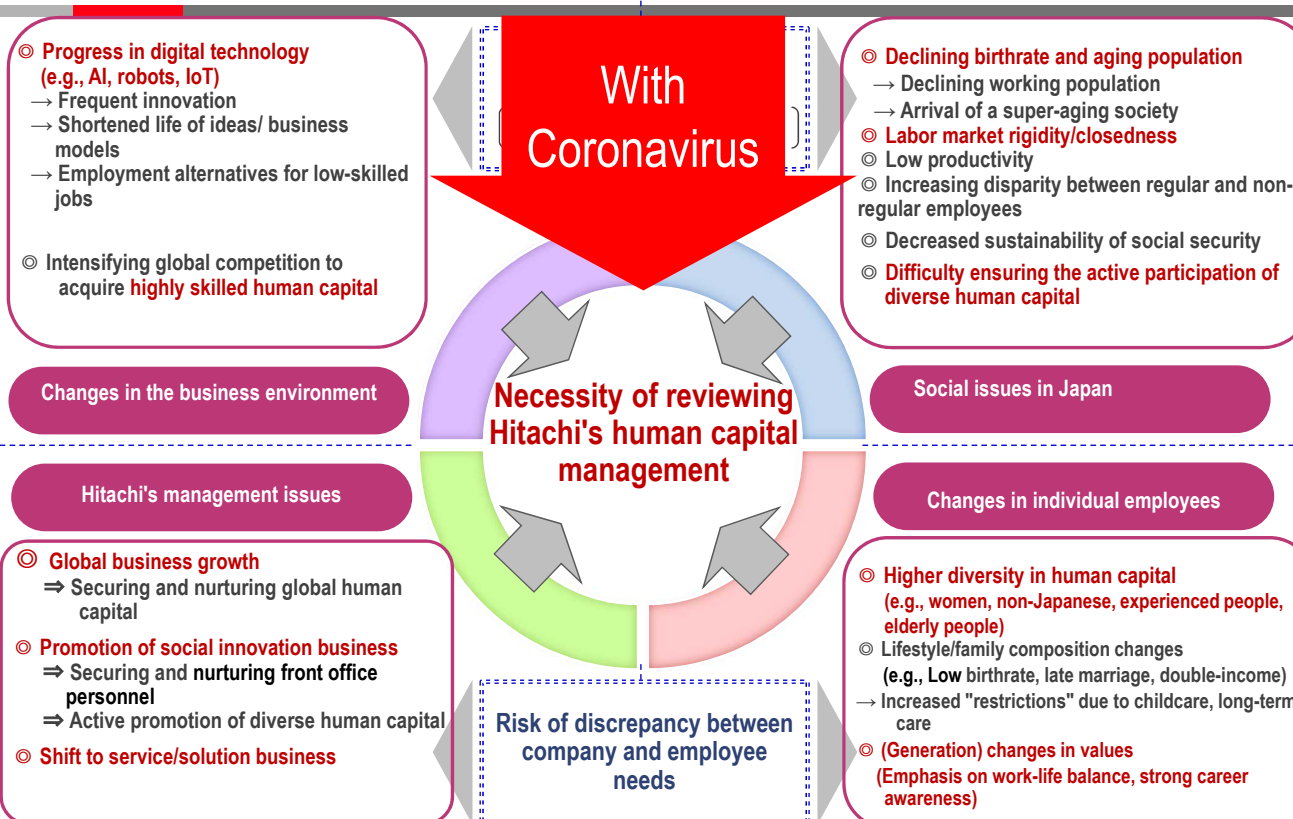 ◎ Progress in digital technology
(e.g., AI, robots, IoT)
→ Frequent innovation
→ Shortened life of ideas/ business
models
→ Employment alternatives for low-skilled
jobs
◎ Intensifying global competition to
acquire highly skilled human capital
Changes in the business environment
With
Coronavirus
◎ Declining birthrate and aging population
→ Declining working population
→ Arrival of a super-aging society
◎ Labor market rigidity/closedness
◎ Low productivity
◎ Increasing disparity between regular and non-
regular employees
◎ Decreased sustainability of social security
◎ Difficulty ensuring the active participation of
diverse human capital
Social issues in Japan
Necessity of reviewing
Hitachi's human capital
management
Hitachi's management issues
◎ Global business growth
⇒ Securing and nurturing global human
capital
◎ Promotion of social innovation business
⇒ Securing and nurturing front office
personnel
⇒ Active promotion of diverse human capital
◎ Shift to service/solution business
Risk of discrepancy between
company and employee
needs
Changes in individual employees
◎ Higher diversity in human capital
(e.g., women, non-Japanese, experienced people,
elderly people)
◎ Lifestyle/family composition changes
(e.g., Low birthrate, late marriage, double-income)
→ Increased "restrictions" due to childcare, long-term
care
◎ (Generation) changes in values
(Emphasis on work-life balance, strong career
awareness)